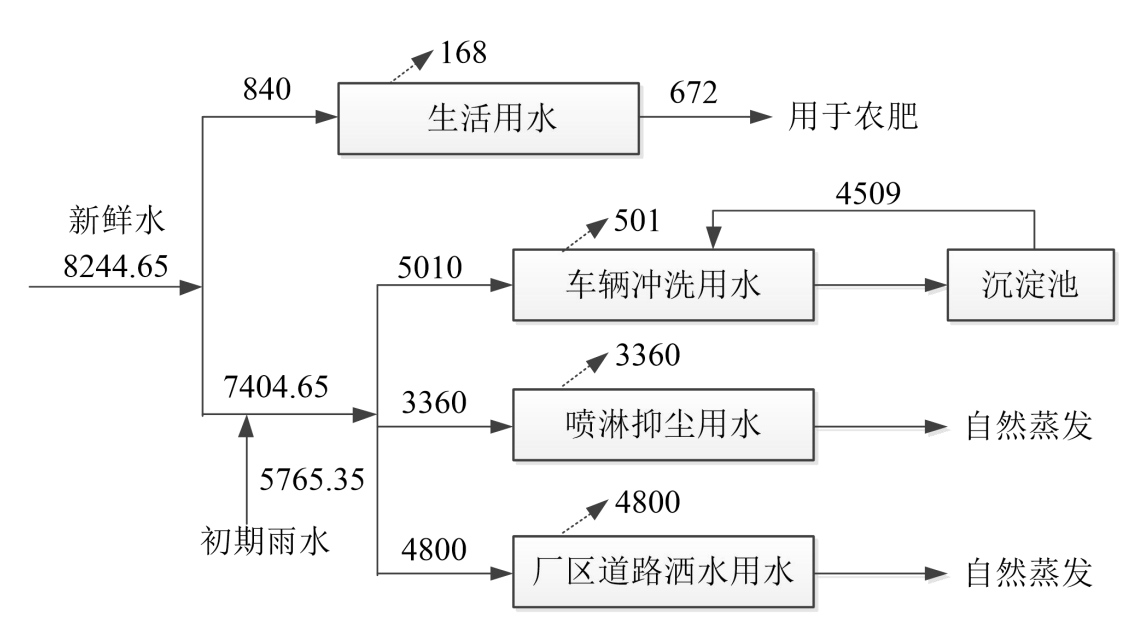 168
840
生活用水
672
用于农肥
新鲜水
8244.65
4509
501
5010
车辆冲洗用水
沉淀池
3360
7404.65
3360
喷淋抑尘用水
自然蒸发
5765.35
初期雨水
4800
4800
厂区道路洒水用水
自然蒸发